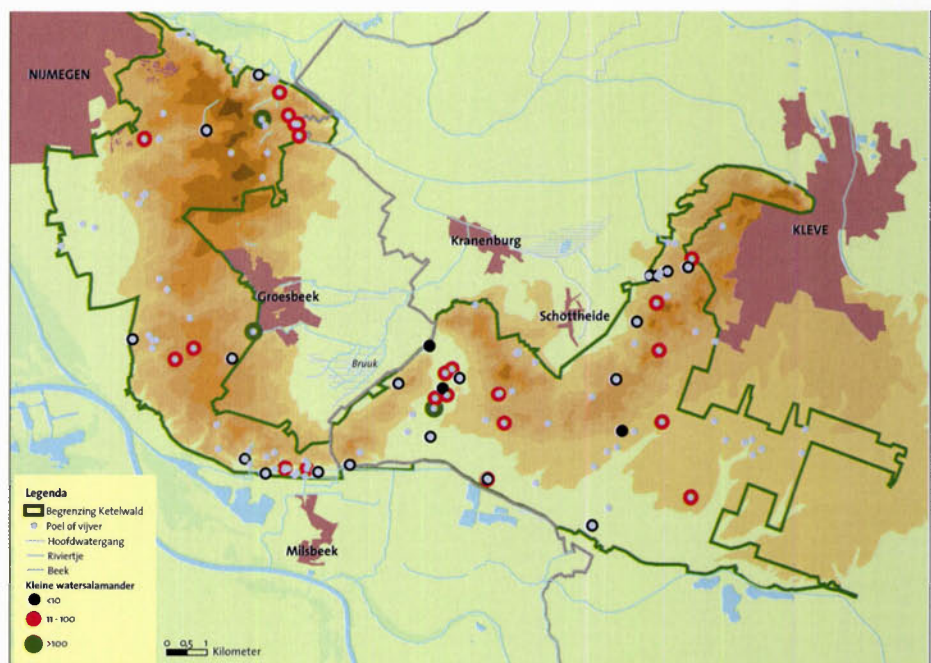 NIJMEGEN
KLEVE
Kranenburg
Groesbeek
Schottheide
Bruuk
Milsbeek
Legenda
Begrenzing Ketelwald
Poel of vijver
Hoofdwatergang
Riviertje
Beek
Kleine watersalamander
<10
11 - 100
>100
0 0,5 1
Kilometer